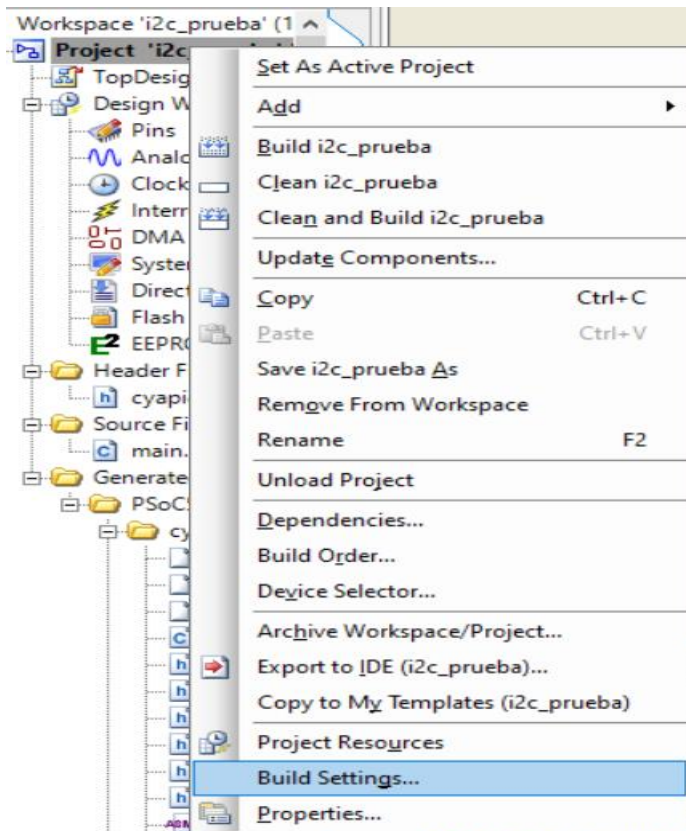 Workspace 'i2c_prueba' (1
Project 'i2c
TopDesig
Design W
Pins
Analo
Clock
Interr
DMA
Syster
Direct
Flash
EEPRO
Header F
cyapi
Source Fi
main.
Generate
PSoC5
cy
Set As Active Project
Add
Build i2c_prueba
Clean i2c_prueba
Clean and Build i2c_prueba
Update Components...
Copy Ctrl+C
Paste Ctrl+V
Save i2c_prueba As
Remove From Workspace
Rename F2
Unload Project
Dependencies...
Build Order...
Device Selector...
Archive Workspace/Project...
Export to IDE (i2c_prueba)...
Copy to My Templates (i2c_prueba)
Project Resources
Build Settings...
Properties...